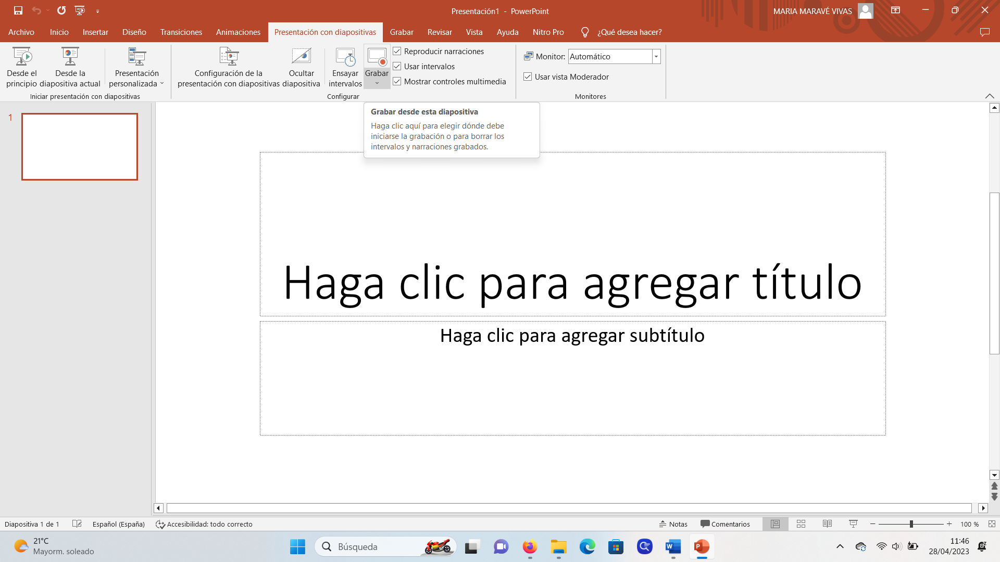 Presentación1 - PowerPoint
MARIA MARAVÉ VIVAS
Archivo Inicio Insertar Diseño Transiciones Animaciones Presentación con diapositivas Grabar Revisar Vista Ayuda Nitro Pro ¿Qué desea hacer?
Desde el principio
Desde la diapositiva actual
Presentación personalizada
Iniciar presentación con diapositivas
Configuración de la presentación con diapositivas
Ocultar diapositiva
Ensayar intervalos
Grabar
Reproducir narraciones
Usar intervalos
Mostrar controles multimedia
Configurar
Monitor: Automático
Usar vista Moderador
Monitores
1
Grabar desde esta diapositiva
Haga clic aquí para elegir dónde debe
iniciarse la grabación o para borrar los
intervalos y narraciones grabados.
Haga clic para agregar título
Haga clic para agregar subtítulo
Diapositiva 1 de 1 Español (España) Accesibilidad: todo correcto Notas Comentarios 100 %
21°C
Mayorm. soleado
Búsqueda
11:46
28/04/2023